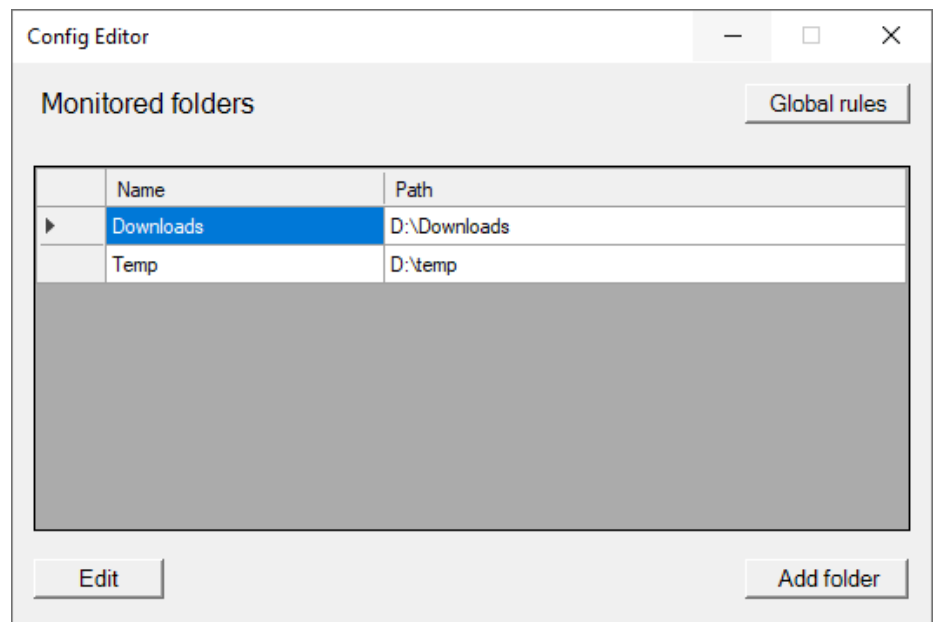 Config Editor
Monitored folders
Global rules
Name Path
Downloads D:\Downloads
Temp D:\temp
Edit Add folder